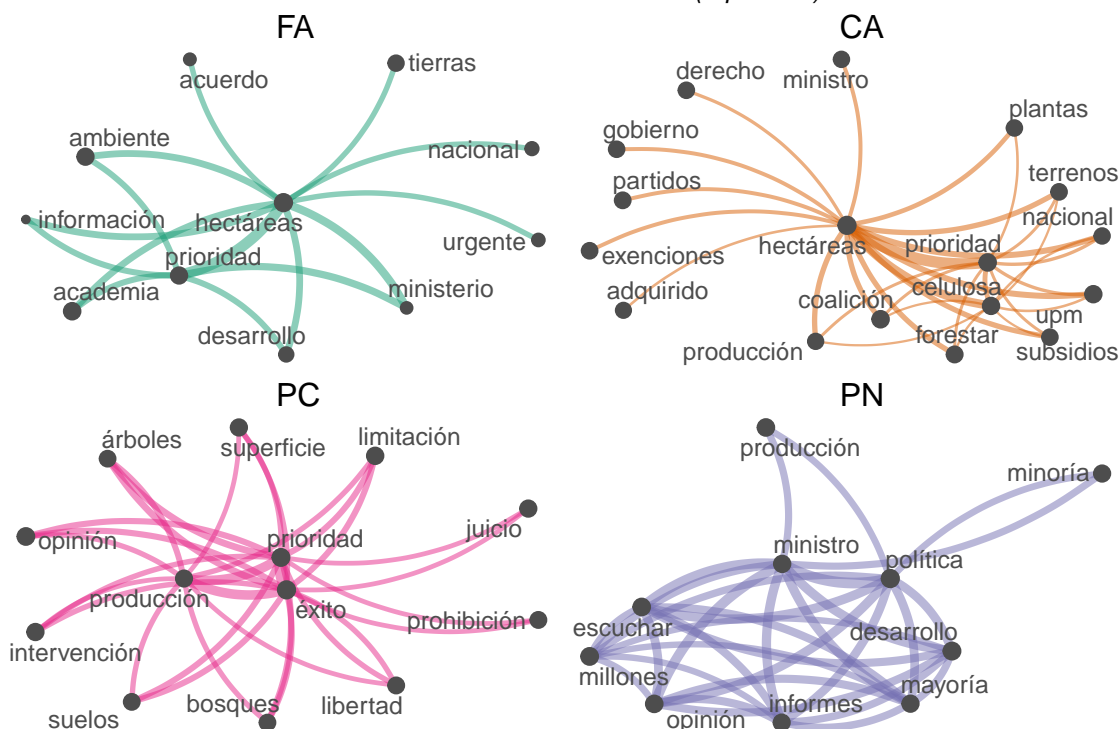 FA
acuerdo
tierras
ambiente
nacional
información
hectáreas
urgente
prioridad
academia
ministerio
desarrollo
CA
derecho
ministro
plantas
gobierno
terrenos
partidos
nacional
hectáreas
prioridad
exenciones
adquirido
coalición
celulosa
upm
forestar
producción
subsidios
PC
árboles
superficie
limitación
opinión
prioridad
juicio
producción
éxito
prohibición
intervención
suelos
bosques
libertad
PN
producción
minoría
ministro
política
escuchar
desarrollo
millones
mayoría
opinión
informes